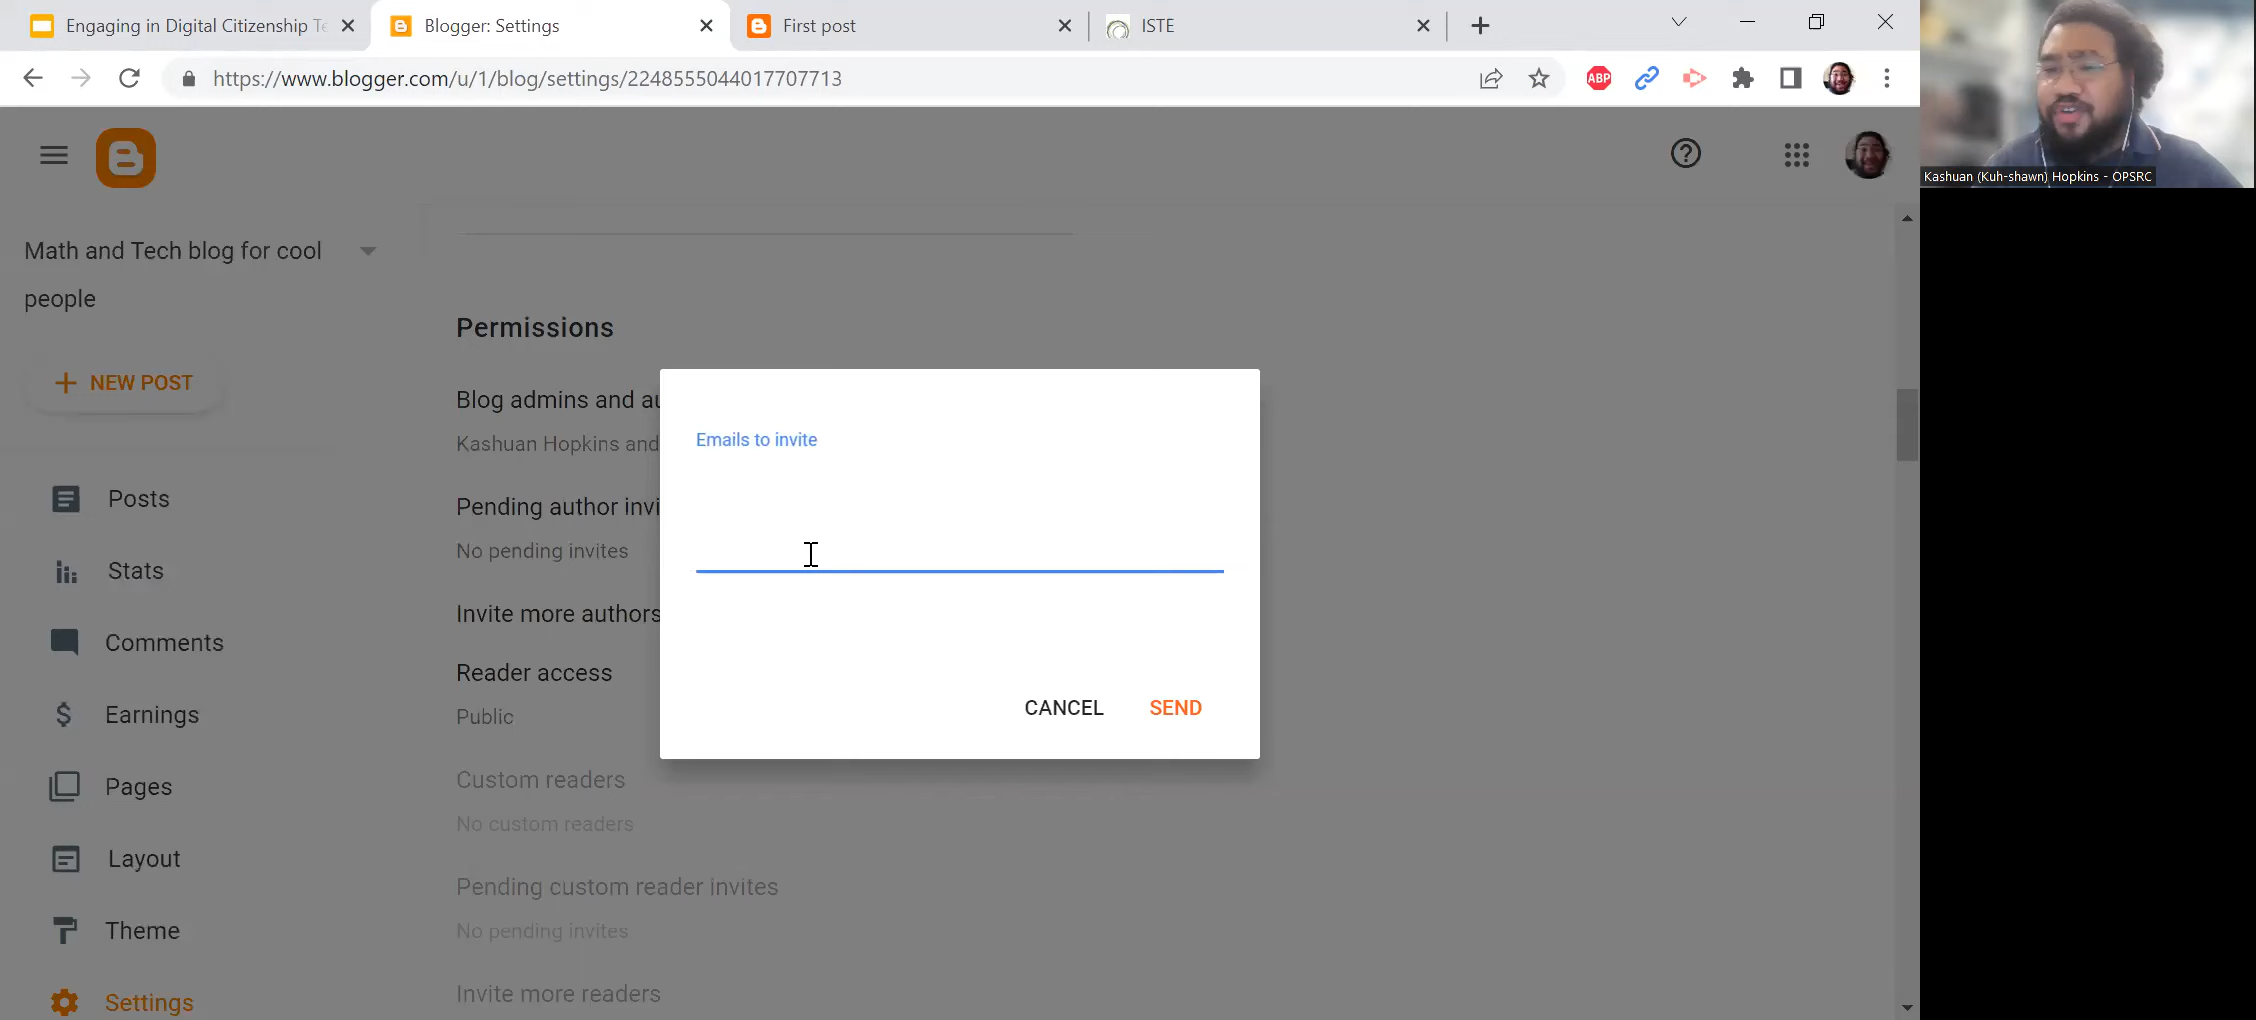 Engaging in Digital Citizenship Te
Blogger: Settings
First post
ISTE
https://www.blogger.com/u/1/blog/settings/2248555044017707713
ABP
Kashuan (Kuh-shawn) Hopkins - OPSRC
Math and Tech blog for cool
people
NEW POST
Posts
Stats
Comments
Earnings
Pages
Layout
Theme
Settings
Permissions
Blog admins and au
Kashuan Hopkins and
Pending author invi
No pending invites
Invite more authors
Reader access
Public
Custom readers
No custom readers
Pending custom reader invites
No pending invites
Invite more readers
Emails to invite
CANCEL SEND